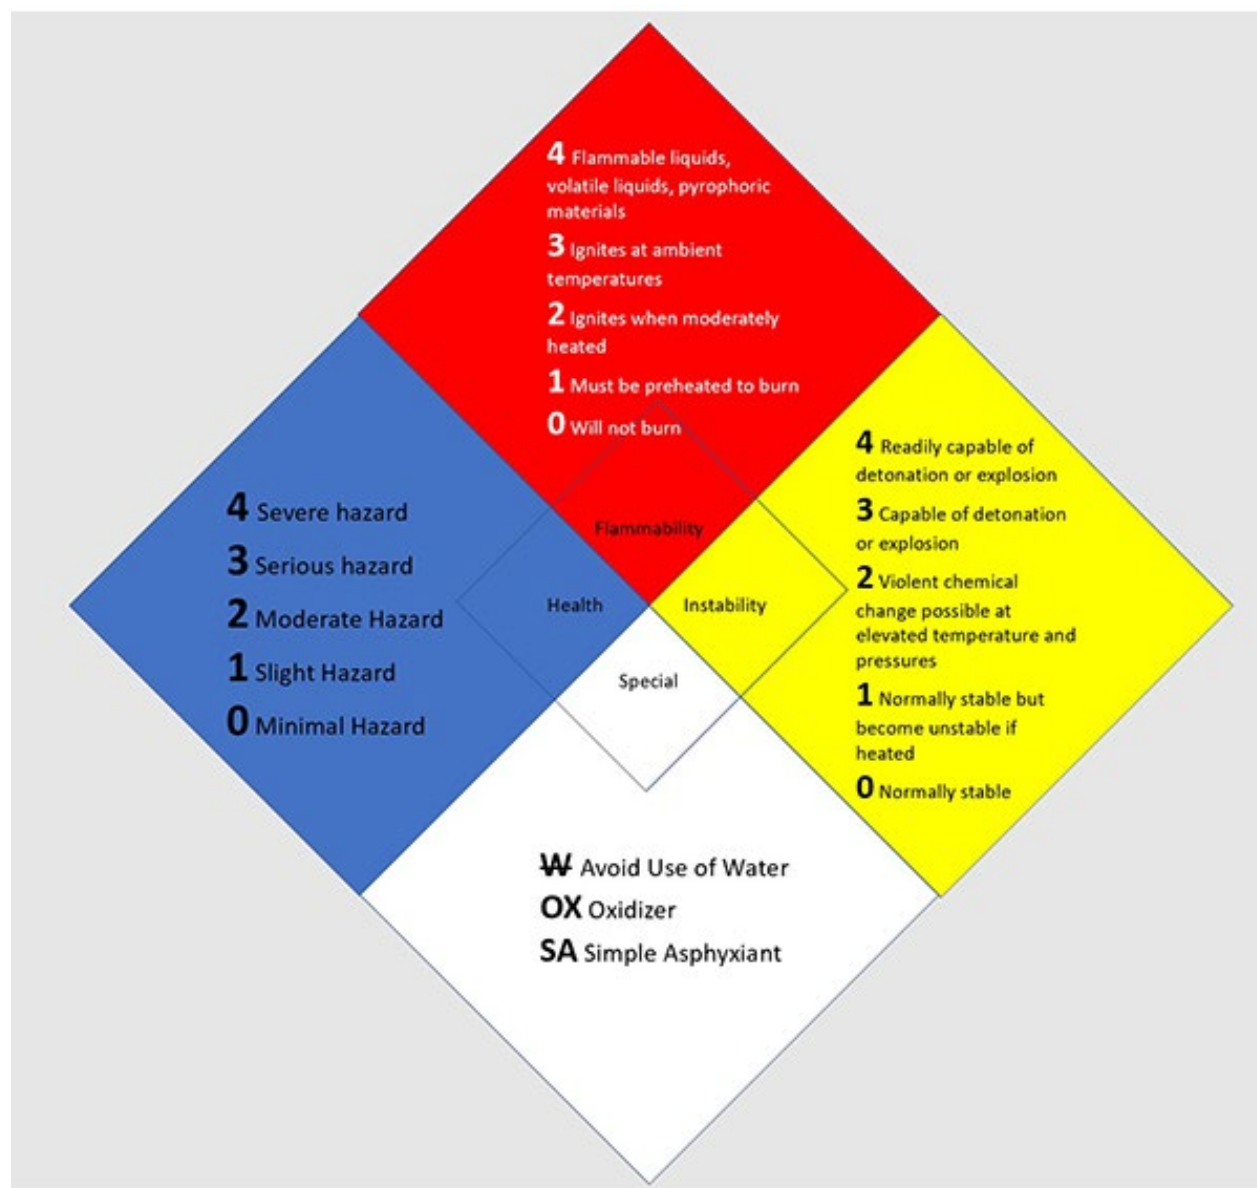 4 Flammable liquids,
volatile liquids, pyrophoric
materials
3 Ignites at ambient
temperatures
2 Ignites when moderately
heated
1 Must be preheated to burn
0 Will not burn
Flammability
4 Severe hazard
3 Serious hazard
2 Moderate Hazard
1 Slight Hazard
0 Minimal Hazard
Health
Instability
4 Readily capable of
detonation or explosion
3 Capable of detonation
or explosion
2 Violent chemical
change possible at
elevated temperature and
pressures
1 Normally stable but
become unstable if
heated
0 Normally stable
Special
W̶ Avoid Use of Water
OX Oxidizer
SA Simple Asphyxiant